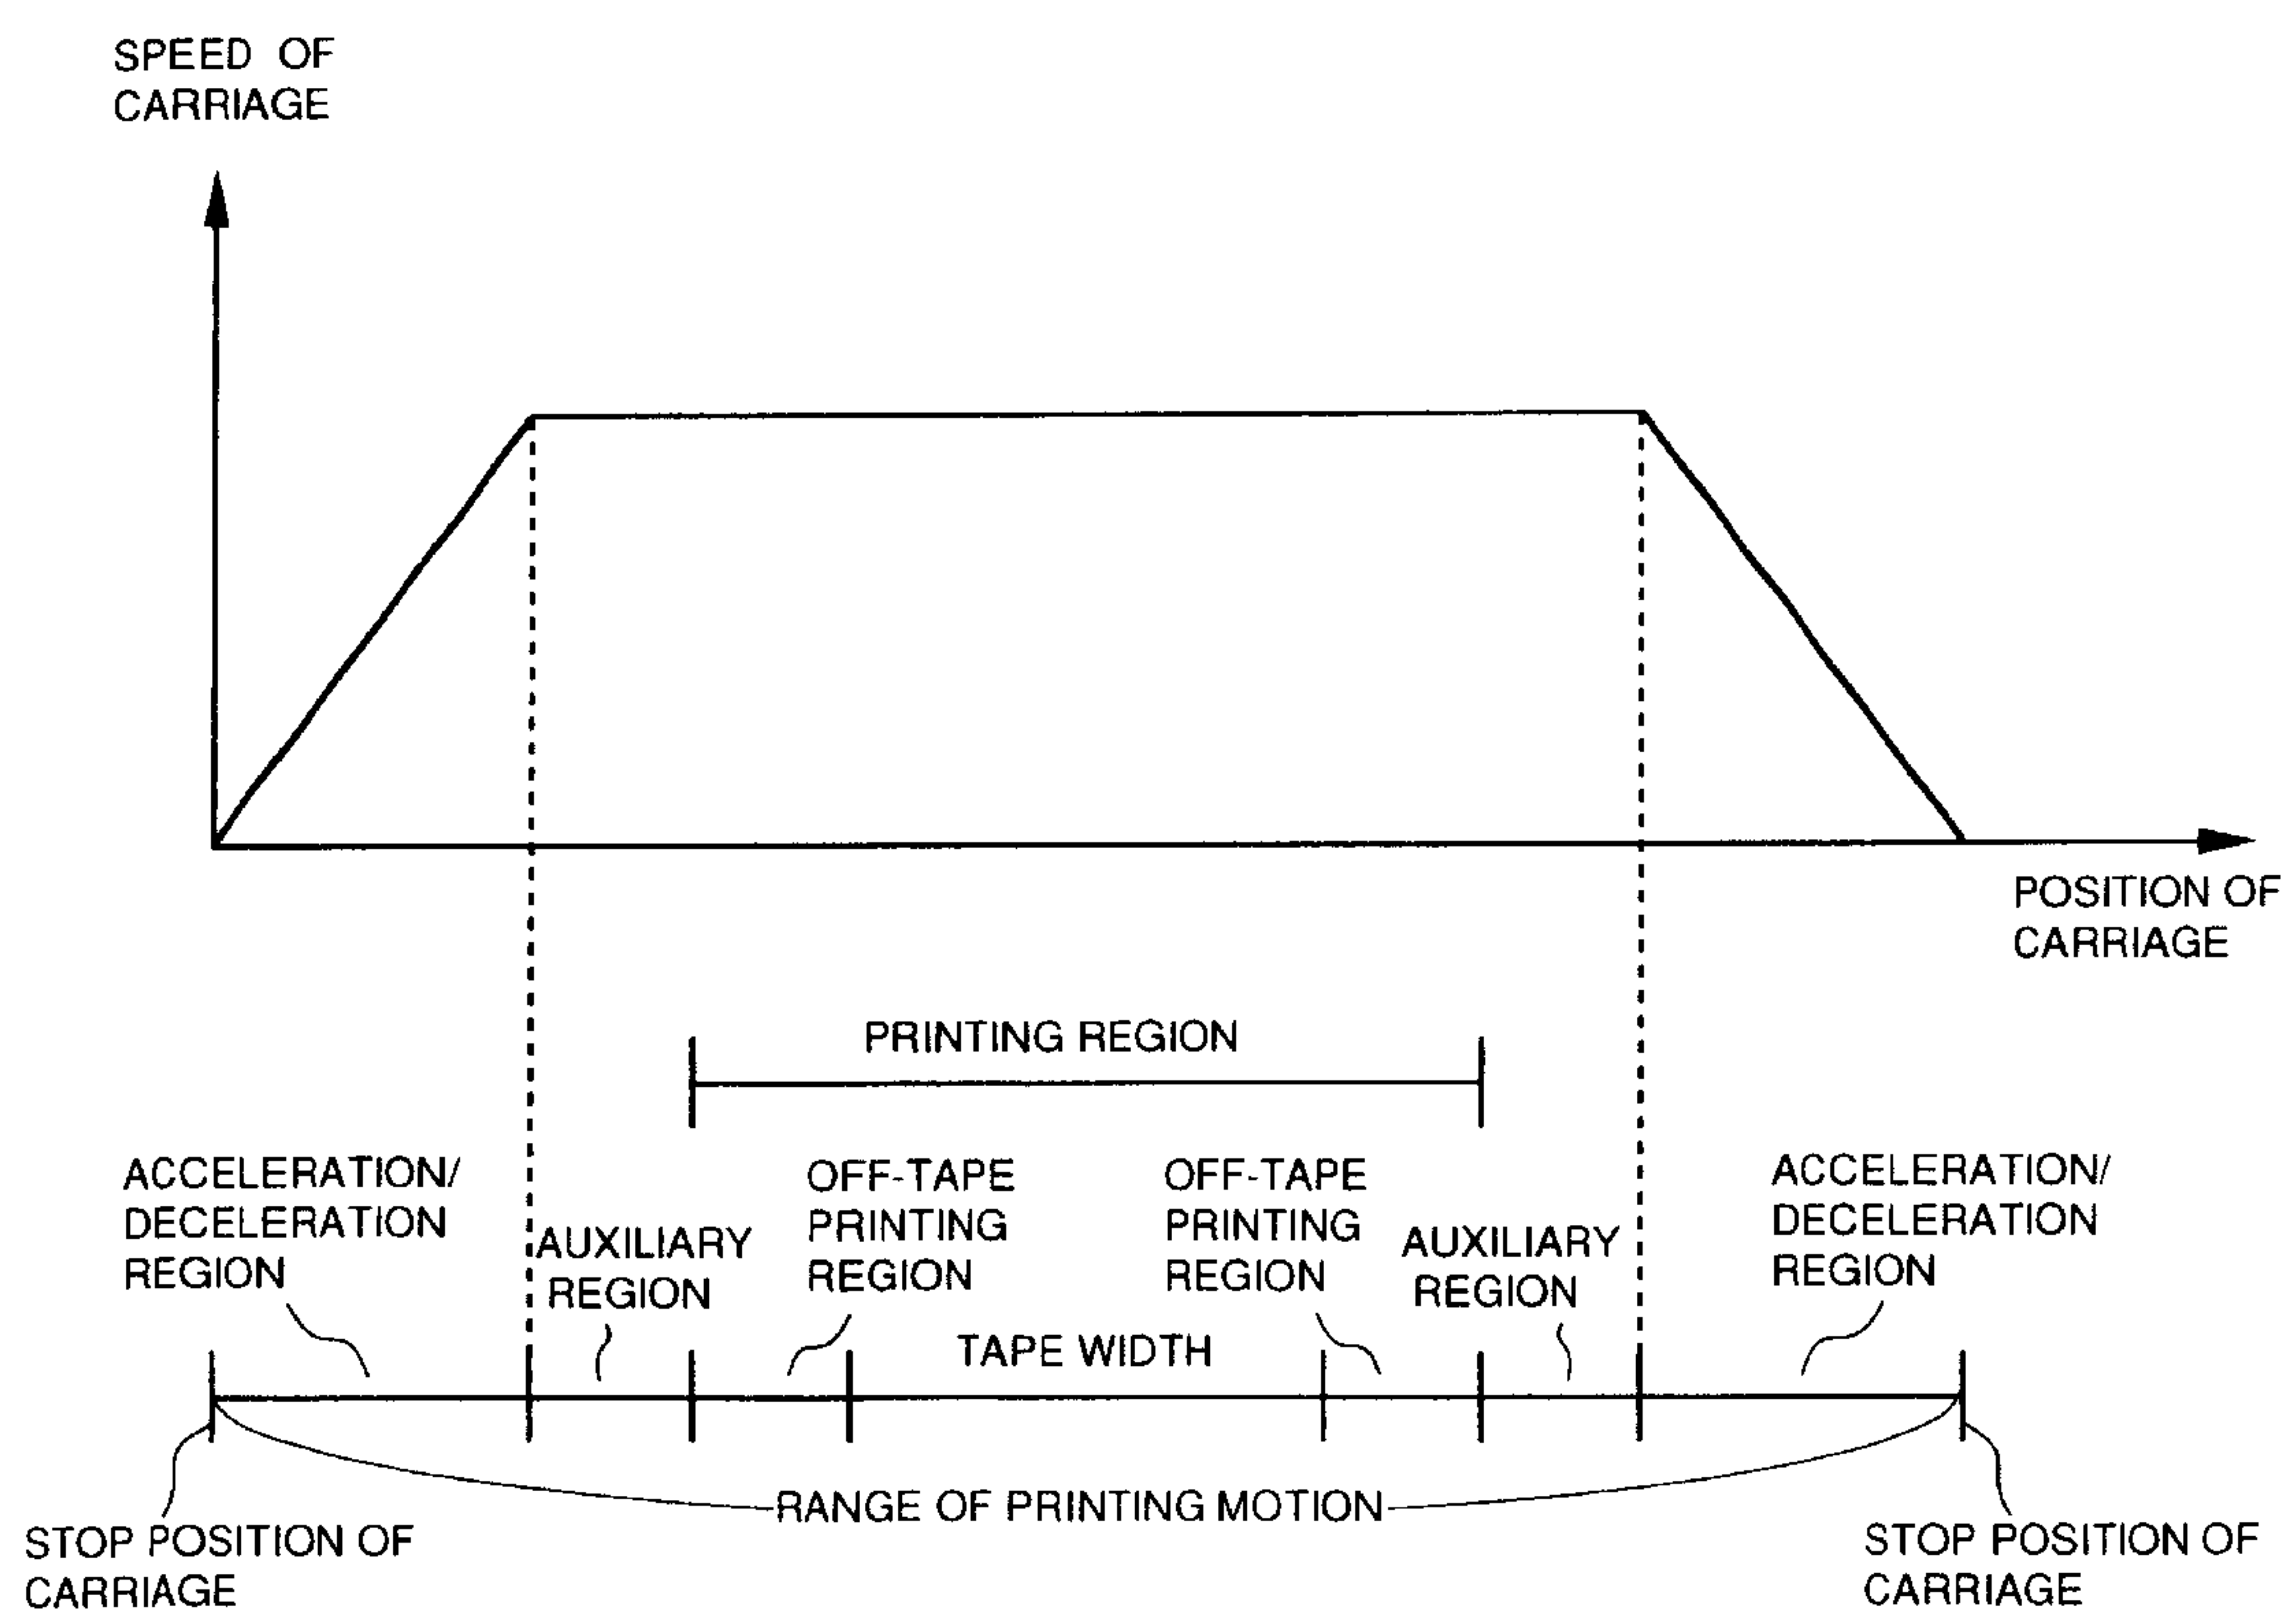 SPEED OF
CARRIAGE
POSITION OF
CARRIAGE
PRINTING REGION
ACCELERATION/
DECELERATION
REGION
AUXILIARY
REGION
OFF-TAPE
PRINTING
REGION
TAPE WIDTH
OFF-TAPE
PRINTING
REGION
AUXILIARY
REGION
ACCELERATION/
DECELERATION
REGION
RANGE OF PRINTING MOTION
STOP POSITION OF
CARRIAGE
STOP POSITION OF
CARRIAGE